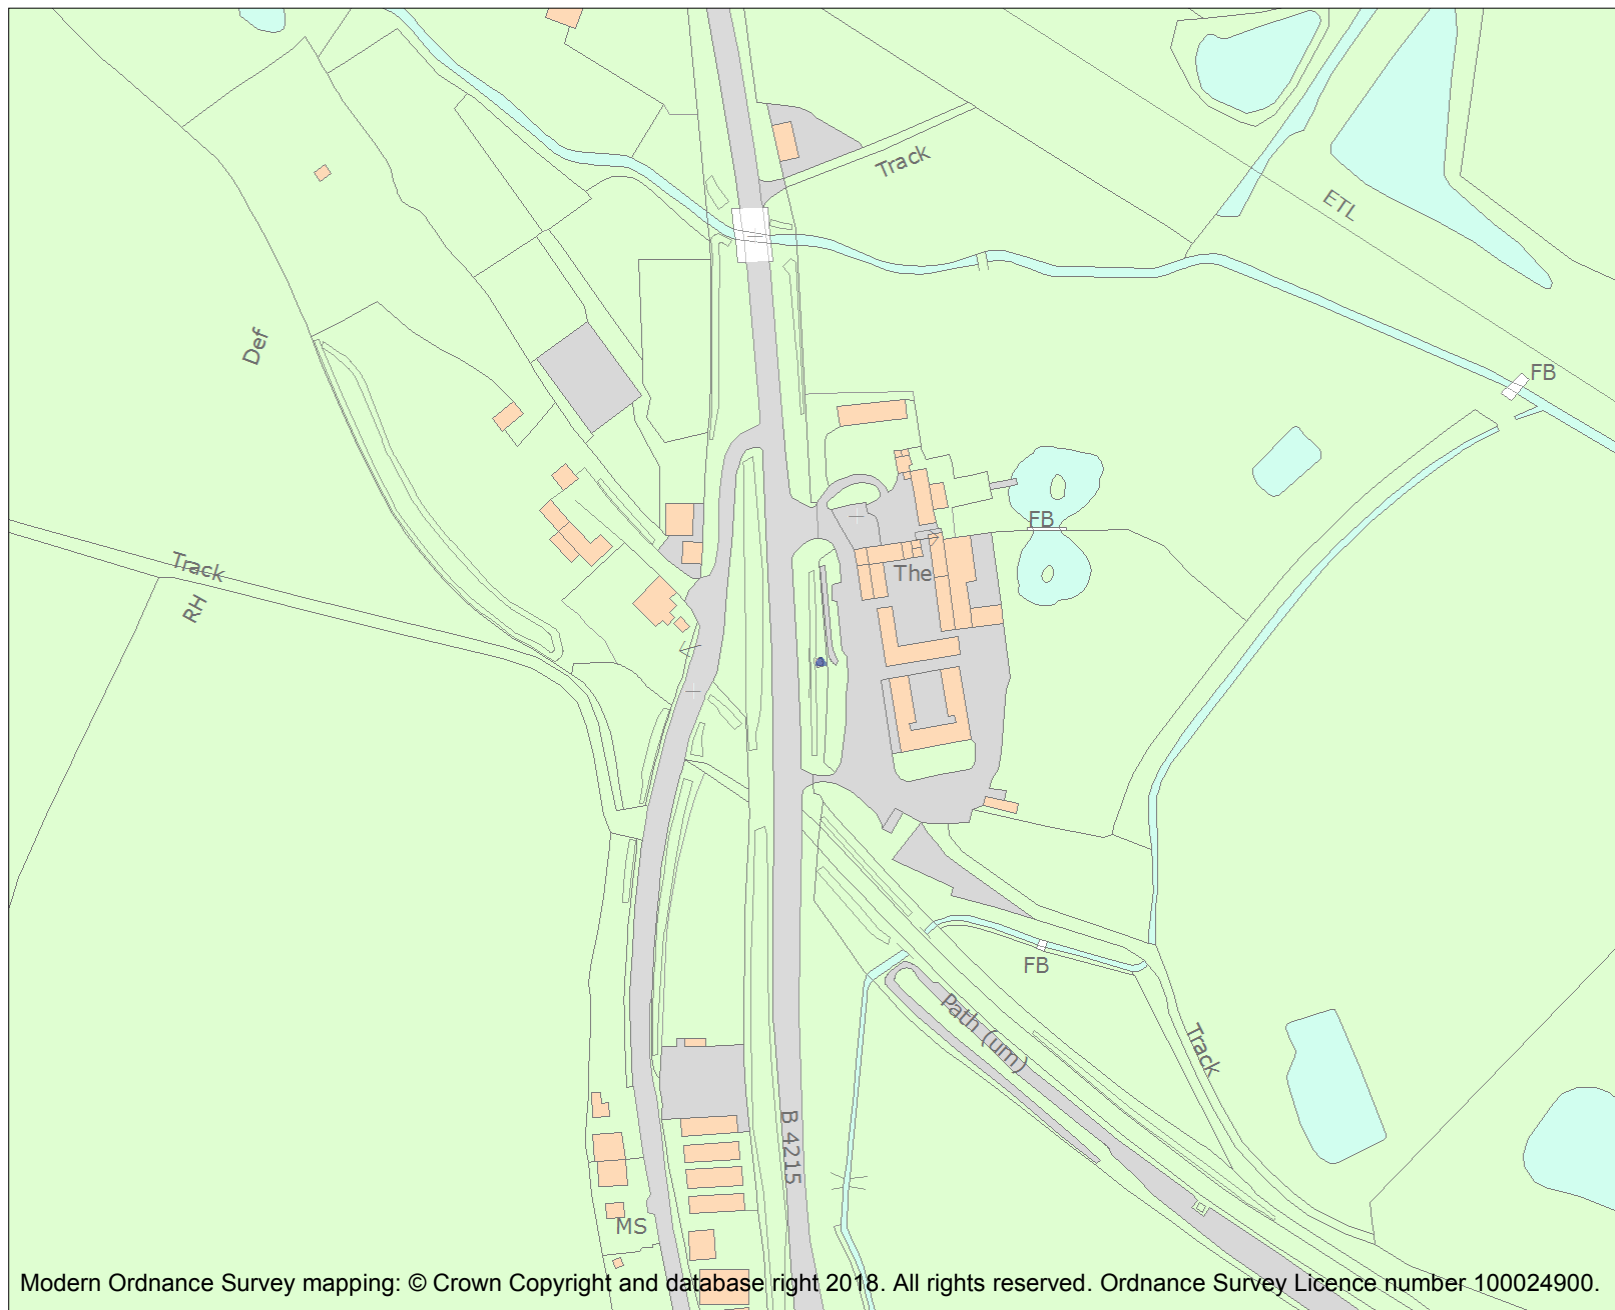 Track
ETL
Def
FB
FB
Track
The
RH
FB
Path (um)
Track
B 4215
MS
Modern Ordnance Survey mapping: © Crown Copyright and database right 2018. All rights reserved. Ordnance Survey Licence number 100024900.